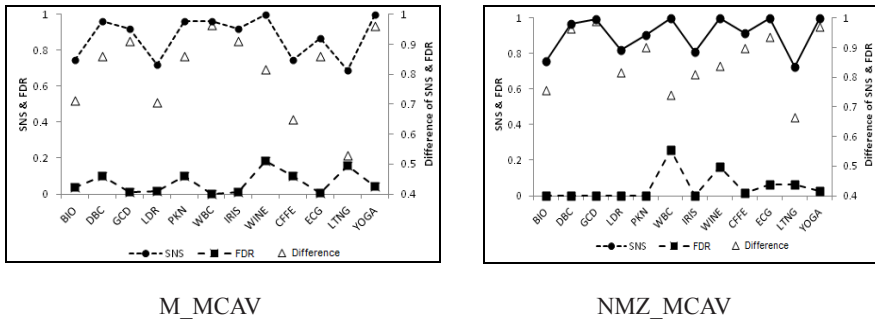 1
0.8
0.6
0.4
0.2
0
SNS & FDR
1
0.9
0.8
0.7
0.6
0.5
0.4
Difference of SNS & FDR
BIO
DBC
GCD
LDR
PKN
WBC
IRIS
WINE
CFFE
ECG
LTNG
YOGA
SNS
FDR
Difference
M_MCAV
1
0.8
0.6
0.4
0.2
0
SNS & FDR
1
0.9
0.8
0.7
0.6
0.5
0.4
Difference of SNS & FDR
BIO
DBC
GCD
LDR
PKN
WBC
IRIS
WINE
CFFE
ECG
LTNG
YOGA
SNS
FDR
Difference
NMZ_MCAV